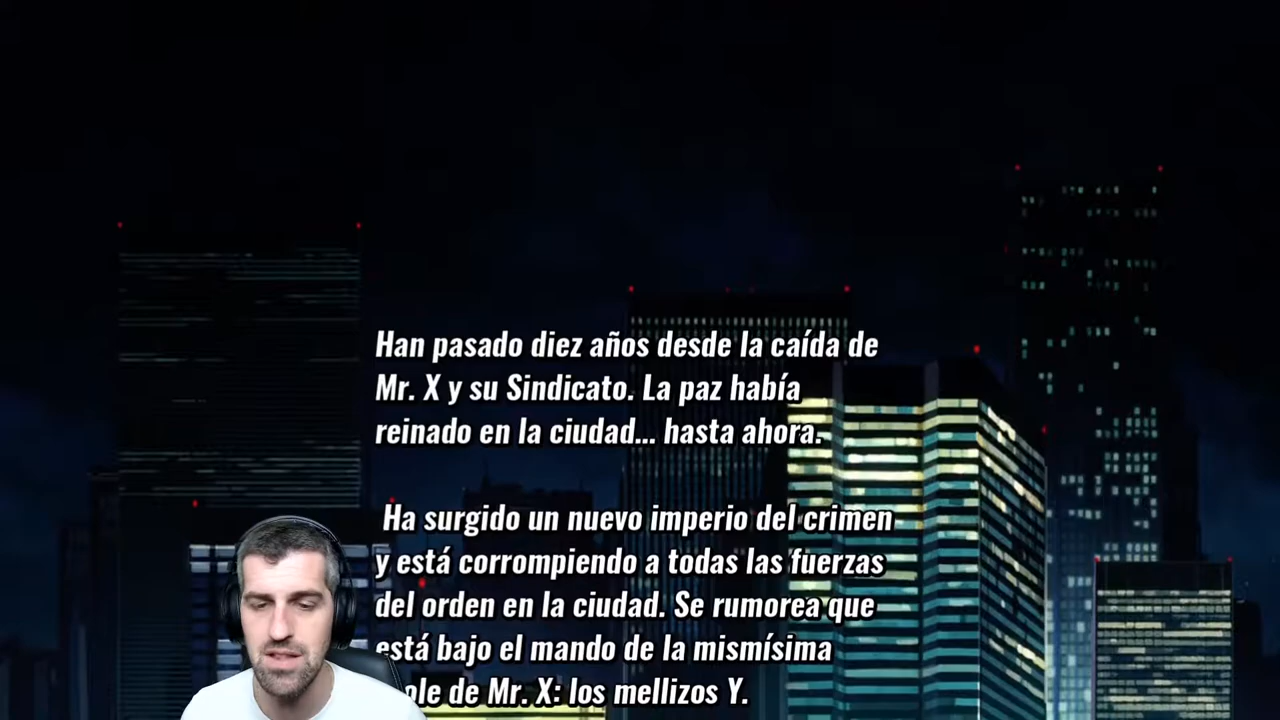 Han pasado diez años desde la caída de
Mr. X y su Sindicato. La paz había
reinado en la ciudad... hasta ahora.
Ha surgido un nuevo imperio del crimen
y está corrompiendo a todas las fuerzas
del orden en la ciudad. Se rumorea que
está bajo el mando de la mismísima
de Mr. X: los mellizos Y.